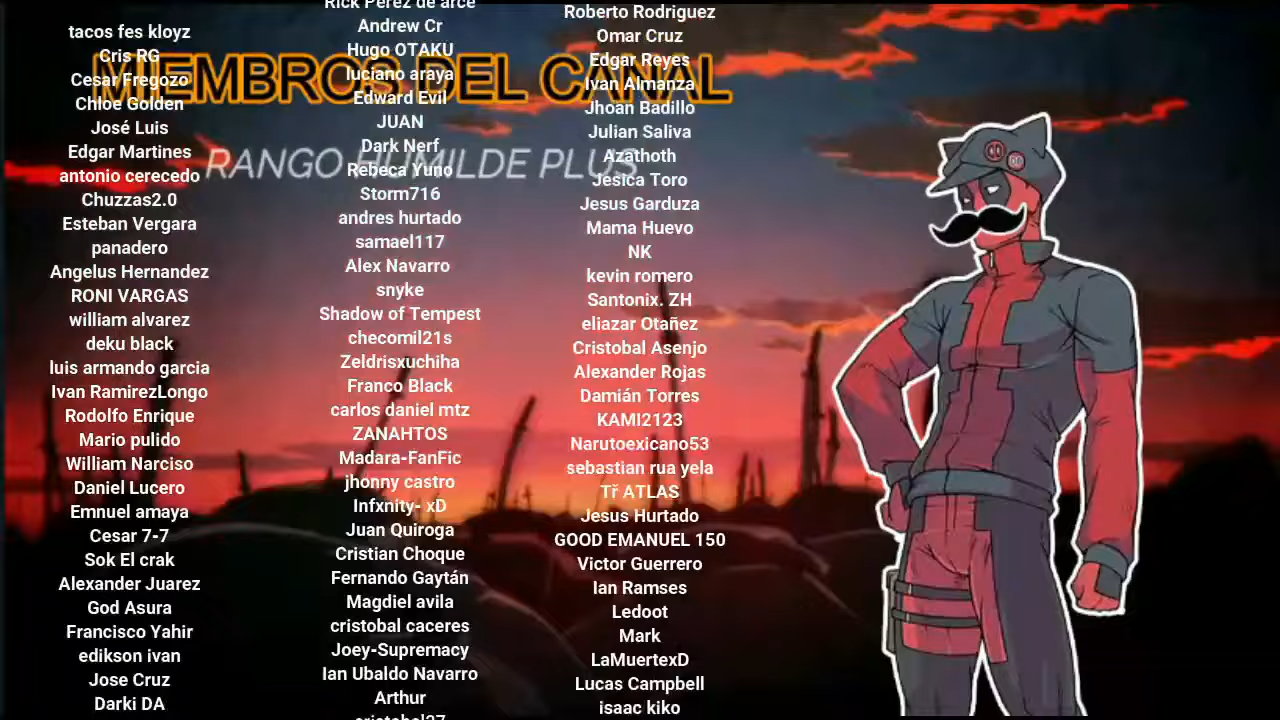 MIEMBROS DEL CANAL
RANGO HUMILDE PLUS
tacos fes kloyz
Cris RG
Cesar Fregozo
Chloe Golden
José Luis
Edgar Martines
antonio cerecedo
Chuzzas2.0
Esteban Vergara
panadero
Angelus Hernandez
RONI VARGAS
william alvarez
deku black
luis armando garcia
Ivan RamirezLongo
Rodolfo Enrique
Mario pulido
William Narciso
Daniel Lucero
Emnuel amaya
Cesar 7-7
Sok El crak
Alexander Juarez
God Asura
Francisco Yahir
edikson ivan
Jose Cruz
Darki DA
Rick Perez de arce
Andrew Cr
Hugo OTAKU
luciano araya
Edward Evil
JUAN
Dark Nerf
Rebeca Yuno
Storm716
andres hurtado
samael117
Alex Navarro
snyke
Shadow of Tempest
checomil21s
Zeldrisxuchiha
Franco Black
carlos daniel mtz
ZANAHTOS
Madara-FanFic
jhonny castro
Infxnity- xD
Juan Quiroga
Cristian Choque
Fernando Gaytán
Magdiel avila
cristobal caceres
Joey-Supremacy
Ian Ubaldo Navarro
Arthur
cristobal27
Roberto Rodriguez
Omar Cruz
Edgar Reyes
Ivan Almanza
Jhoan Badillo
Julian Saliva
Azathoth
Jesica Toro
Jesus Garduza
Mama Huevo
NK
kevin romero
Santonix. ZH
eliazar Otañez
Cristobal Asenjo
Alexander Rojas
Damián Torres
KAMI2123
Narutoexicano53
sebastian rua yela
Tř ATLAS
Jesus Hurtado
GOOD EMANUEL 150
Victor Guerrero
Ian Ramses
Ledoot
Mark
LaMuertexD
Lucas Campbell
isaac kiko